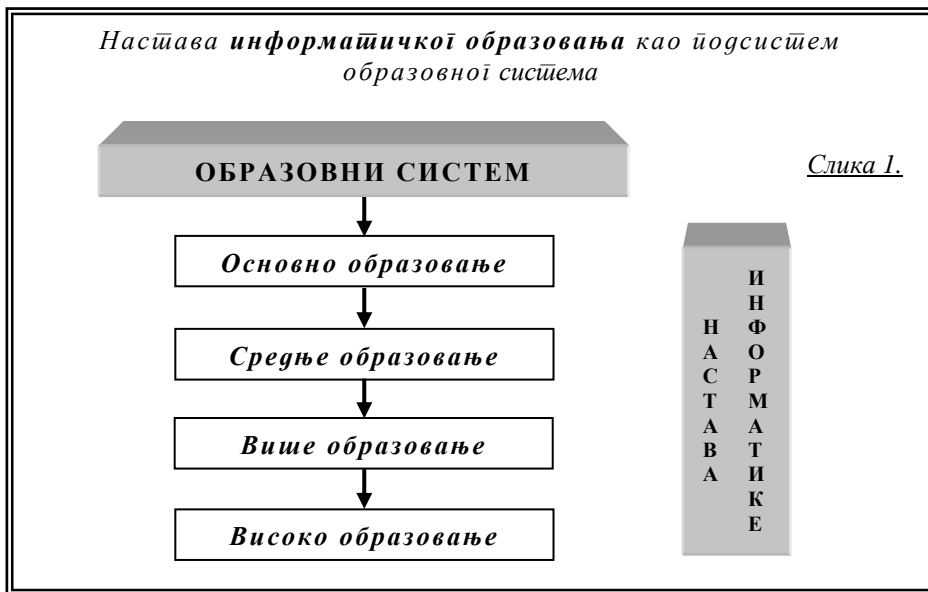 Настава информатичког образовања као подсистем
образовног система
ОБРАЗОВНИ СИСТЕМ
Слика 1.
Основно образовање
Средње образовање
Више образовање
Високо образовање
НАСТАВА
ИНФОРМАТИКЕ